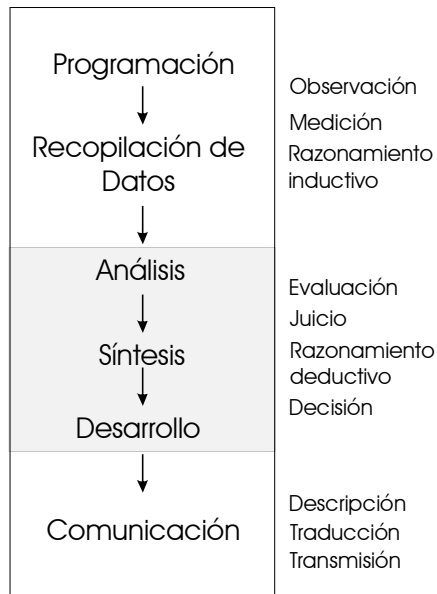 Programación
Recopilación de
Datos
Observación
Medición
Razonamiento
inductivo
Análisis
Síntesis
Desarrollo
Evaluación
Juicio
Razonamiento
deductivo
Decisión
Comunicación
Descripción
Traducción
Transmisión